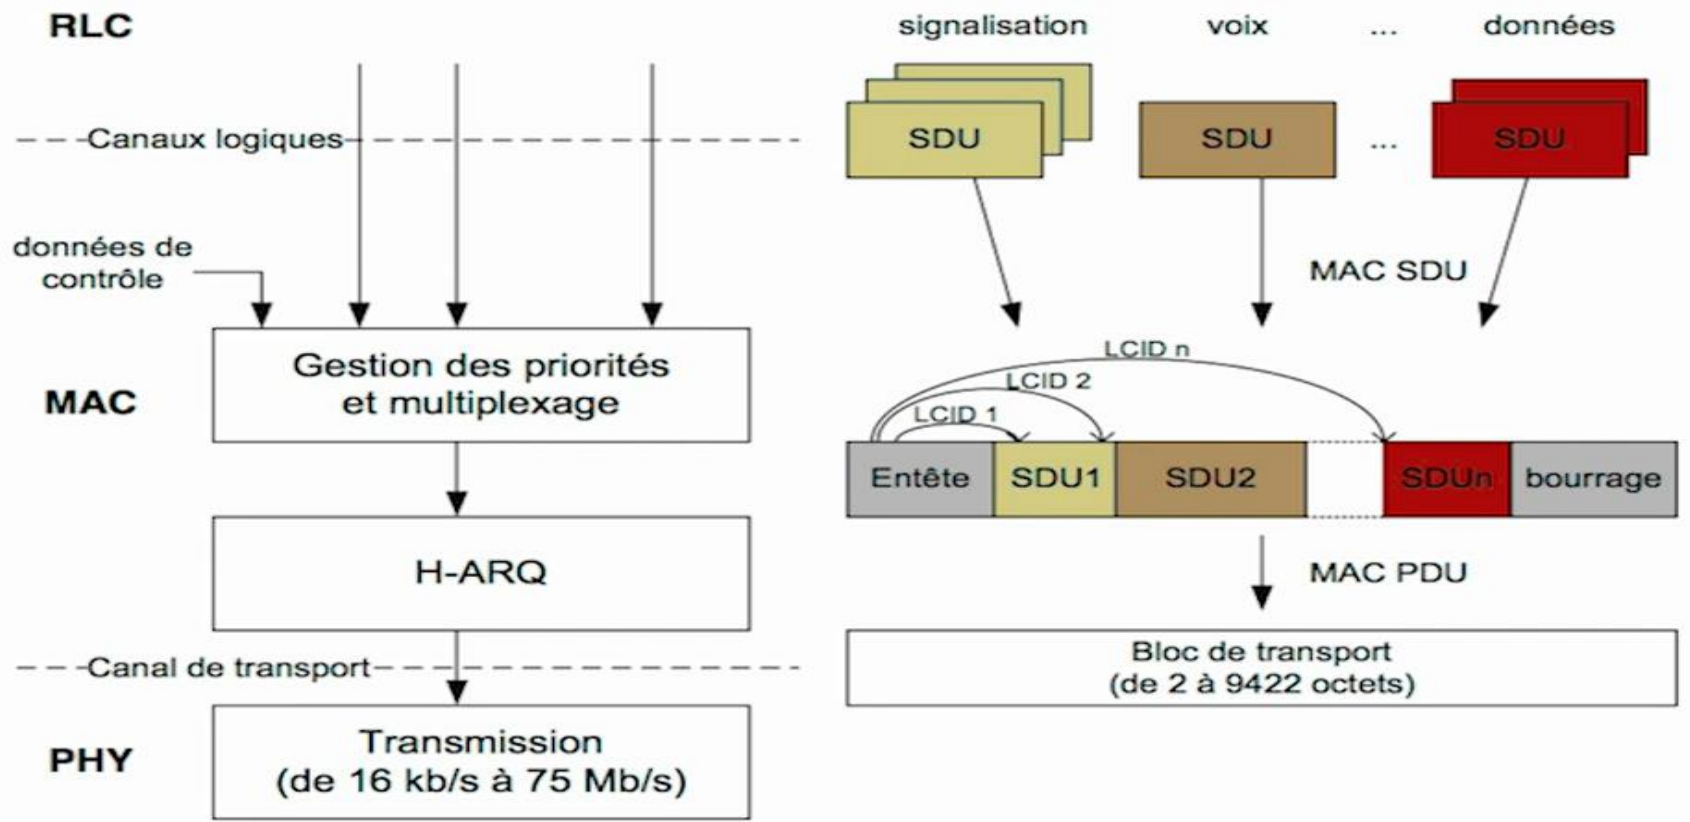 RLC
Canaux logiques
données de
contrôle
MAC
Gestion des priorités
et multiplexage
H-ARQ
Canal de transport
PHY
Transmission
(de 16 kb/s à 75 Mb/s)
signalisation
voix
...
données
SDU
SDU
...
SDU
MAC SDU
LCID n
LCID 2
LCID 1
Entête
SDU1
SDU2
SDUn
bourrage
MAC PDU
Bloc de transport
(de 2 à 9422 octets)